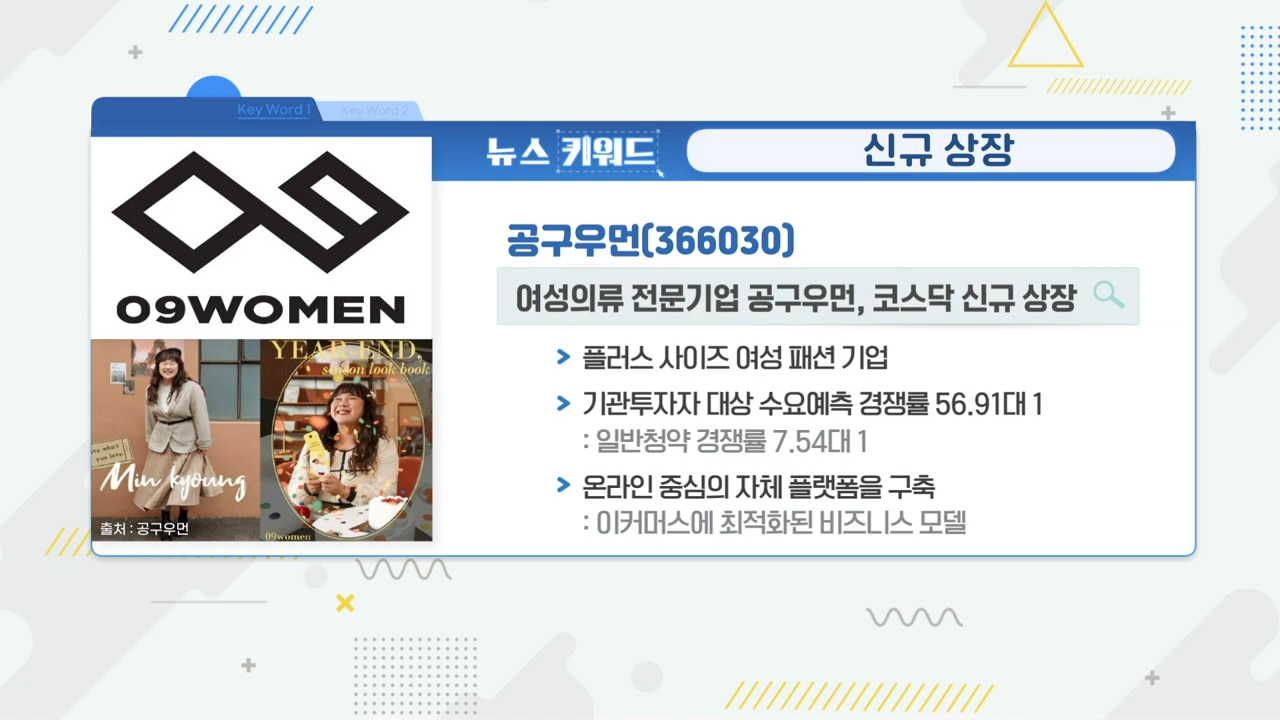 Key Word 1
Key Word 2
뉴스 키워드
신규 상장
09WOMEN
공구우먼(366030)
여성의류 전문기업 공구우먼, 코스닥 신규 상장
플러스 사이즈 여성 패션 기업
기관투자자 대상 수요예측 경쟁률 56.91대 1
: 일반청약 경쟁률 7.54대 1
온라인 중심의 자체 플랫폼을 구축
: 이커머스에 최적화된 비즈니스 모델
YEAR-END.
season look book
what you love
Min kyoung
출처 : 공구우먼
09women